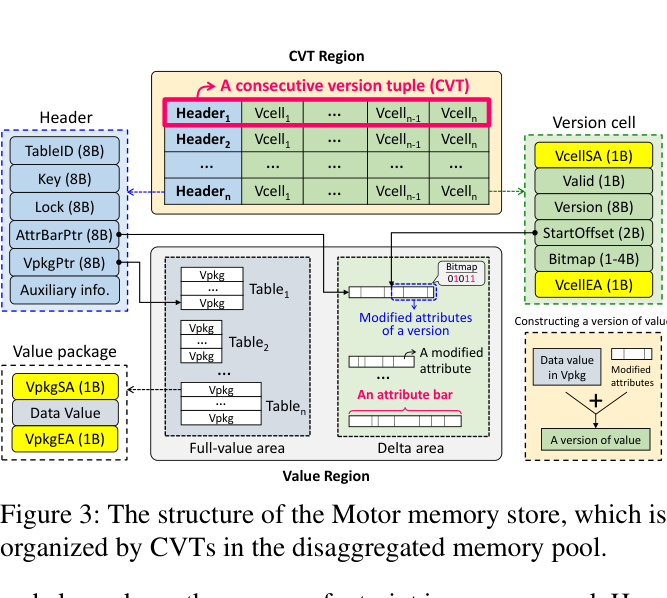 CVT Region
A consecutive version tuple (CVT)
Header1 Vcell1 ... Vcelln-1 Vcelln
Header2 Vcell1 ... Vcelln-1 Vcelln
... ... ... ... ...
Headern Vcell1 ... Vcelln-1 Vcelln
Header
TableID (8B)
Key (8B)
Lock (8B)
AttrBarPtr (8B)
VpkgPtr (8B)
Auxiliary info.
Version cell
VcellSA (1B)
Valid (1B)
Version (8B)
StartOffset (2B)
Bitmap (1-4B)
VcellEA (1B)
Value package
VpkgSA (1B)
Data Value
VpkgEA (1B)
Vpkg
...
Vpkg
Table1
Vpkg
...
Vpkg
Table2
...
Vpkg
...
Vpkg
Tablen
Full-value area
Bitmap
01011
Modified attributes
of a version
A modified
attribute
...
An attribute bar
Delta area
Value Region
Constructing a version of value
Data value
in Vpkg
Modified
attributes
+
A version of value
Figure 3: The structure of the Motor memory store, which is
organized by CVTs in the disaggregated memory pool.